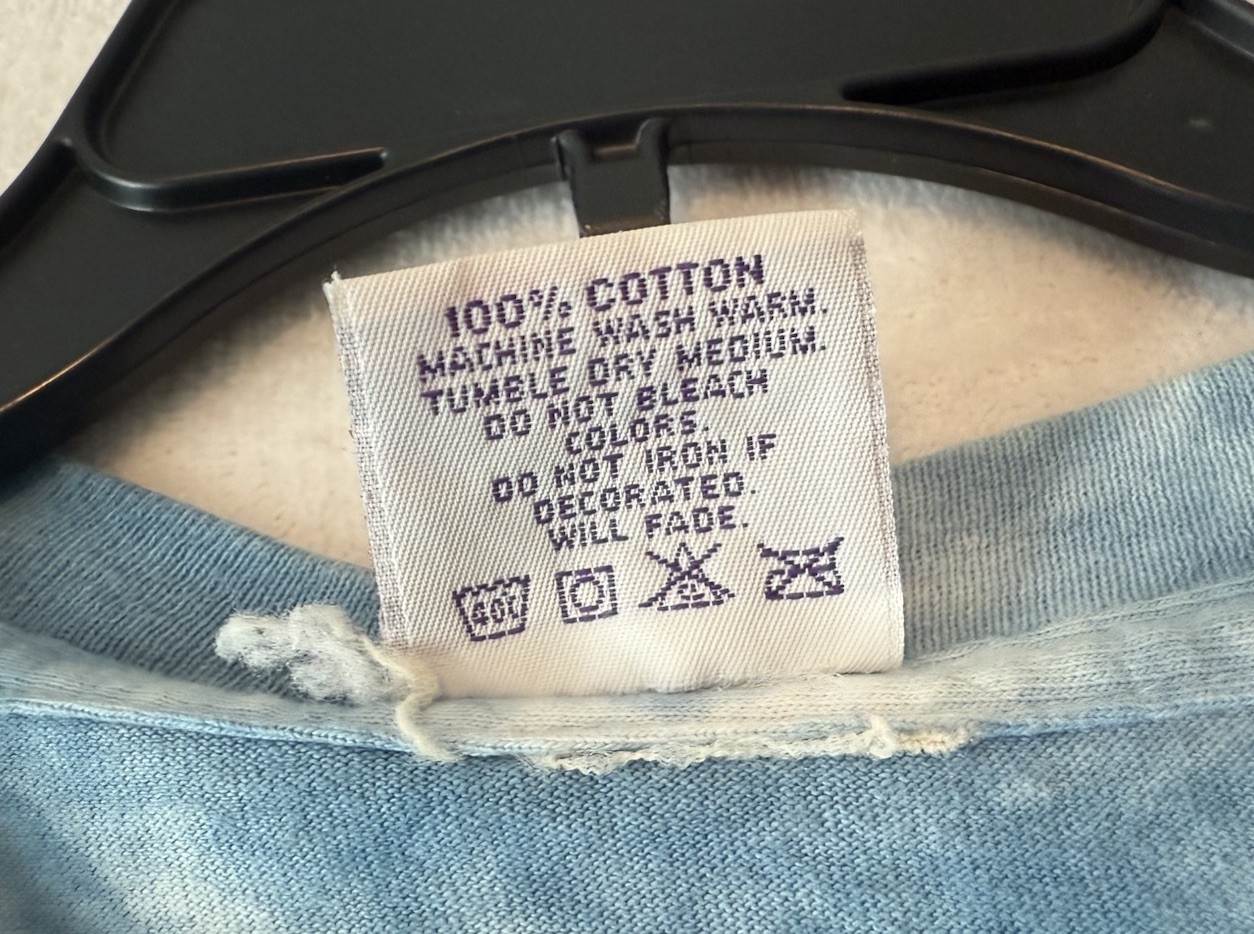 100% COTTON
MACHINE WASH WARM.
TUMBLE DRY MEDIUM.
DO NOT BLEACH
COLORS.
DO NOT IRON IF
DECORATED.
WILL FADE.